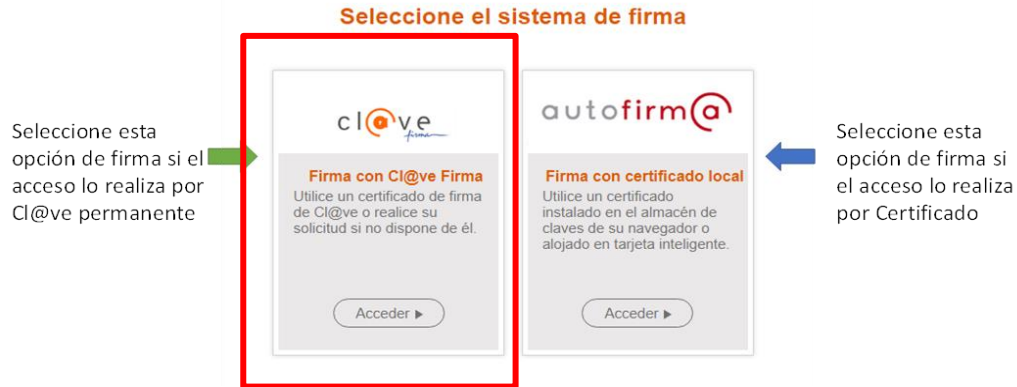 Seleccione el sistema de firma
Seleccione esta
opción de firma si el
acceso lo realiza por
Cl@ve permanente
cl@ve
firma
Firma con Cl@ve Firma
Utilice un certificado de firma
de Cl@ve o realice su
solicitud si no dispone de él.
Acceder
autofirm@
Firma con certificado local
Utilice un certificado
instalado en el almacén de
claves de su navegador o
alojado en tarjeta inteligente.
Acceder
Seleccione esta
opción de firma si
el acceso lo realiza
por Certificado